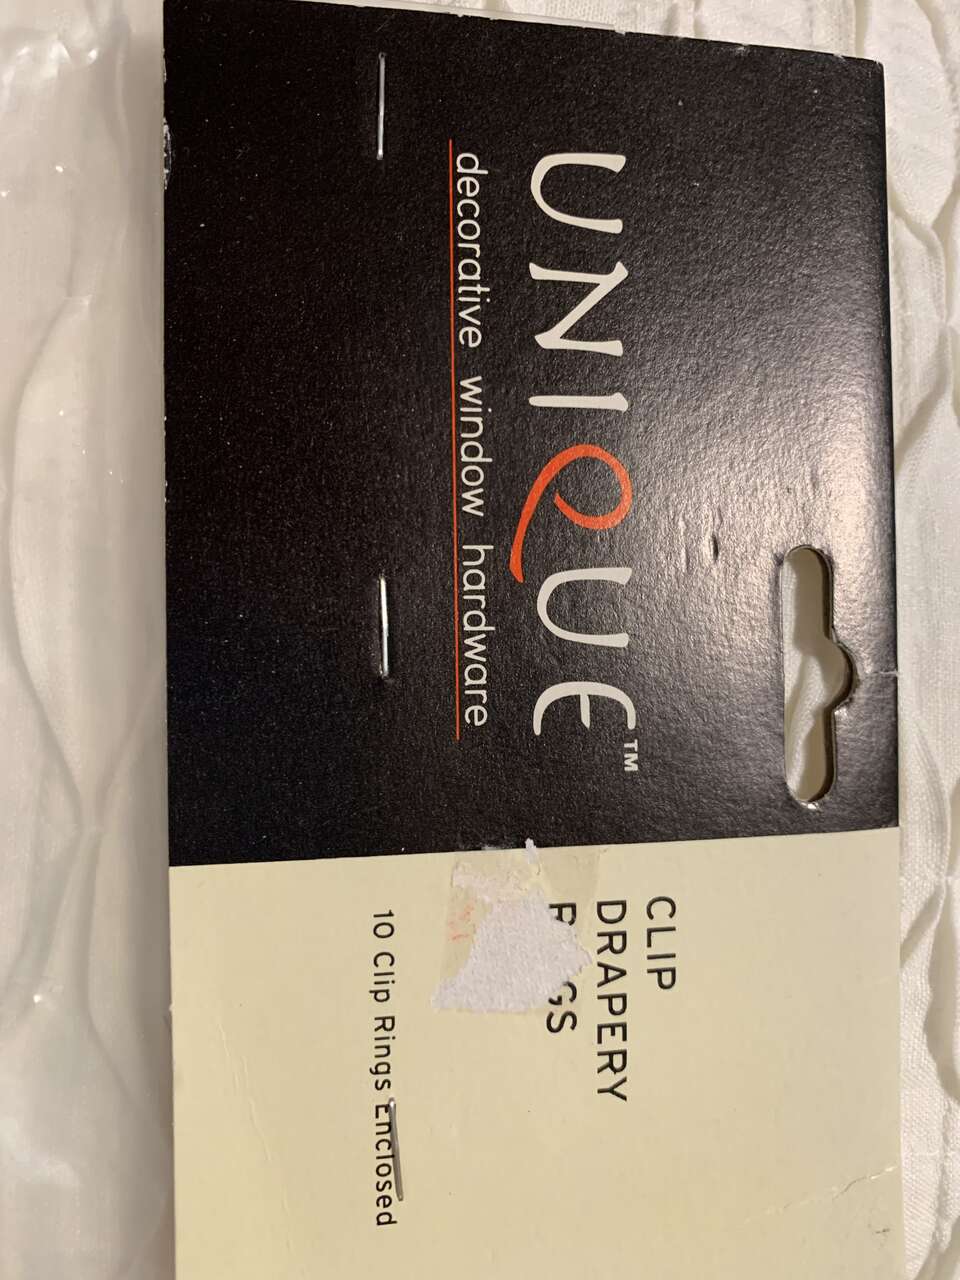 UNIQUE™
decorative window hardware
CLIP
DRAPERY
10 Clip Rings Enclosed